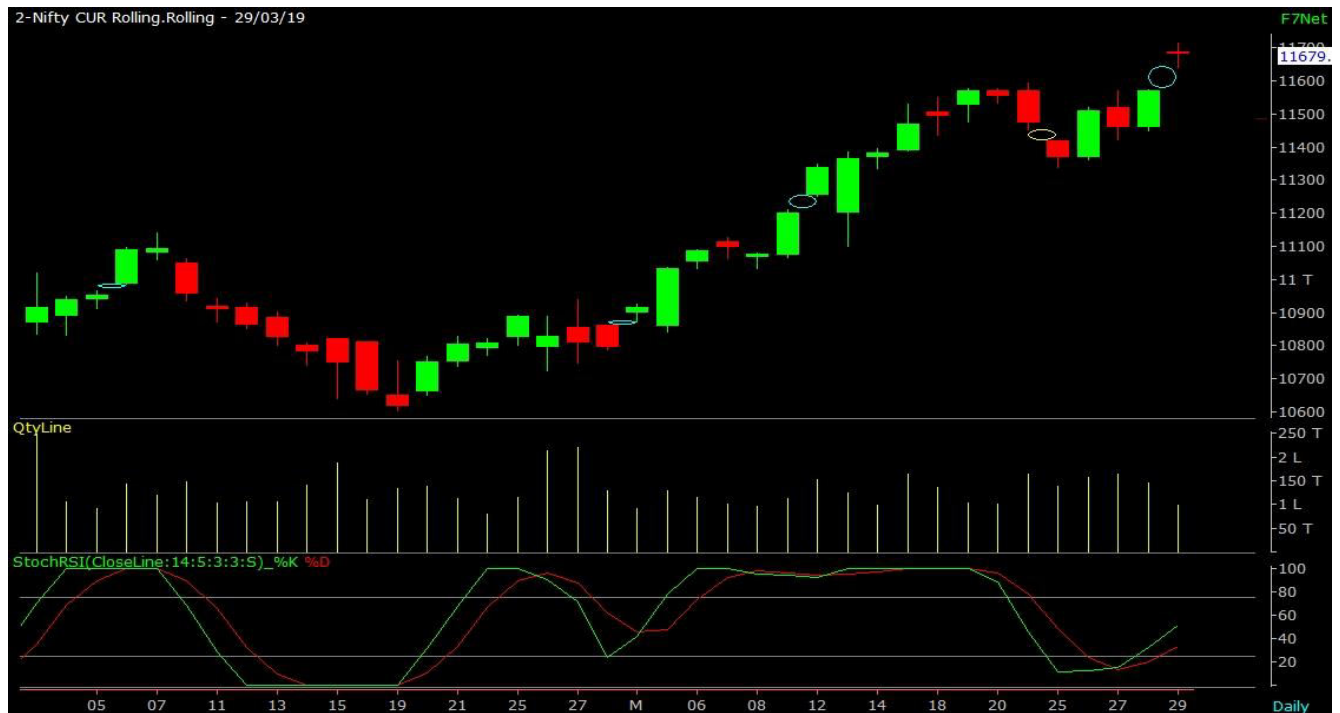 2-Nifty CUR Rolling.Rolling - 29/03/19
F7Net
11700
11679.
11600
11500
11400
11300
11200
11100
11 T
10900
10800
10700
10600
QtyLine
250 T
2 L
150 T
1 L
50 T
StochRSI(CloseLine:14:5:3:3:S)_%K %D
100
80
60
40
20
05 07 11 13 15 19 21 25 27 M 06 08 12 14 18 20 25 27 29
Daily